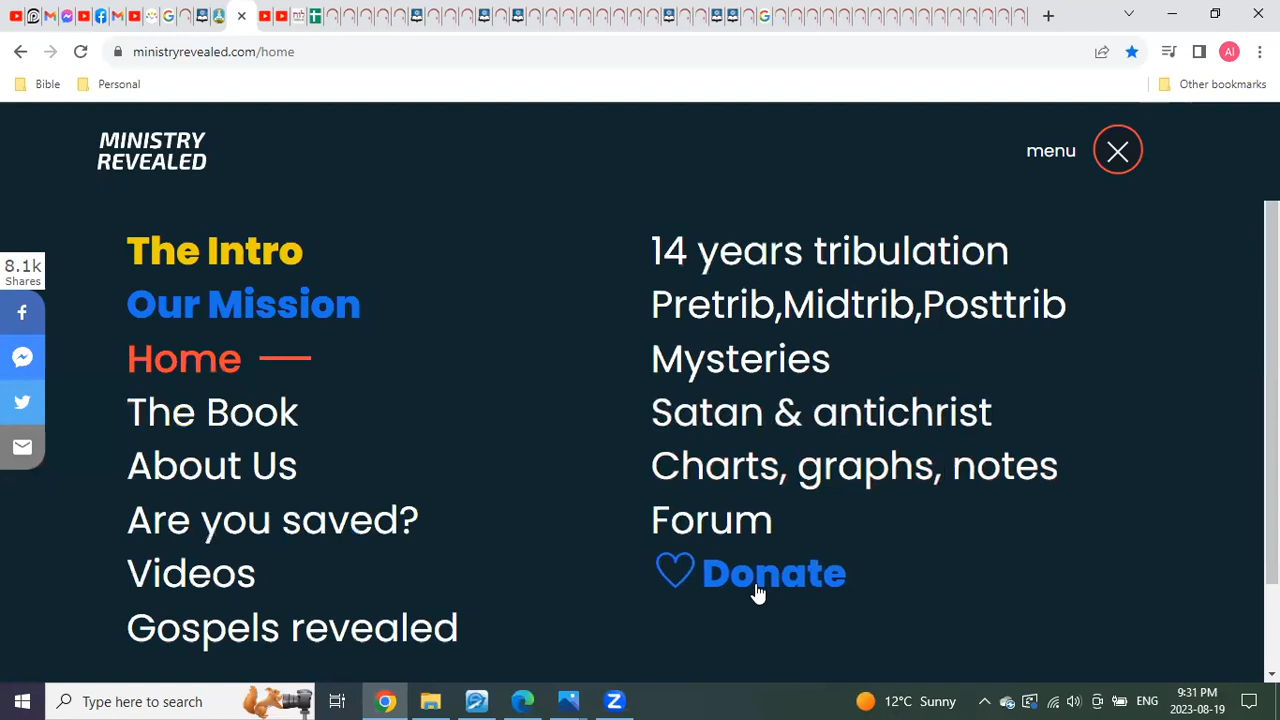 ministryrevealed.com/home
AI
Bible
Personal
Other bookmarks
MINISTRY
REVEALED
menu
The Intro
Our Mission
Home
The Book
About Us
Are you saved?
Videos
Gospels revealed
14 years tribulation
Pretrib,Midtrib,Posttrib
Mysteries
Satan & antichrist
Charts, graphs, notes
Forum
Donate
8.1k
Shares
Type here to search
12°C Sunny
ENG
9:31 PM
2023-08-19